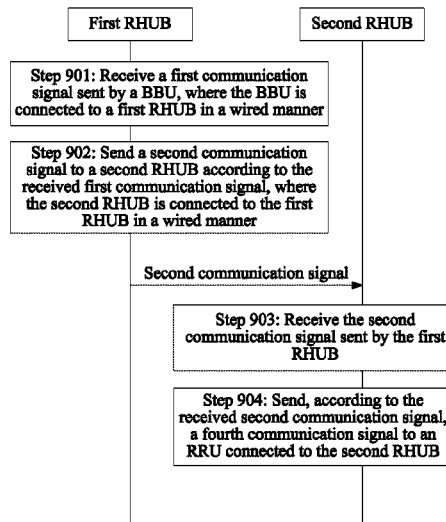 First RHUB
Second RHUB
Step 901: Receive a first communication
signal sent by a BBU, where the BBU is
connected to a first RHUB in a wired manner
Step 902: Send a second communication
signal to a second RHUB according to the
received first communication signal, where
the second RHUB is connected to the first
RHUB in a wired manner
Second communication signal
Step 903: Receive the second
communication signal sent by the first
RHUB
Step 904: Send, according to the
received second communication signal,
a fourth communication signal to an
RRU connected to the second RHUB